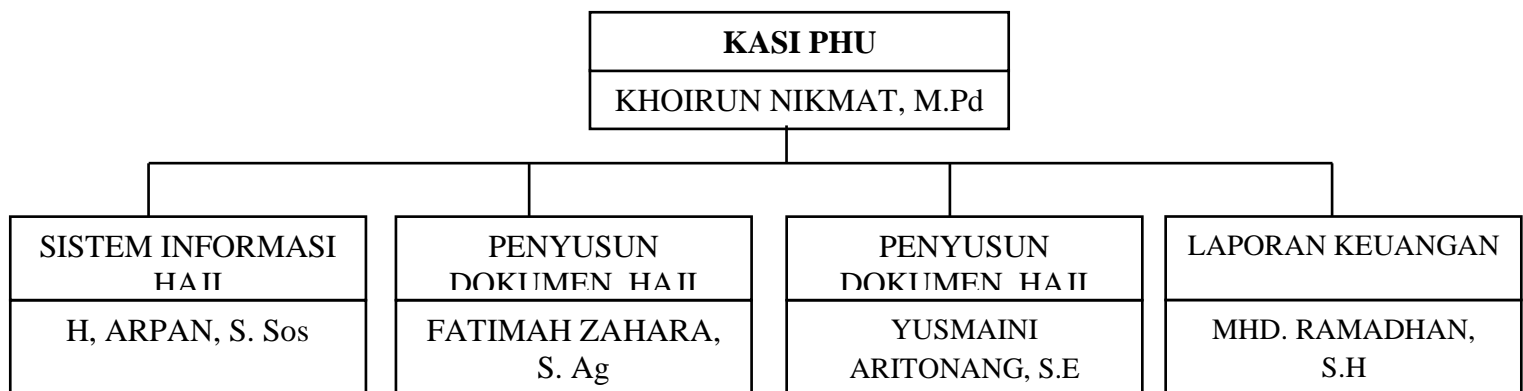 KASI PHU
KHOIRUN NIKMAT, M.Pd
SISTEM INFORMASI
HAJI
H, ARPAN, S. Sos
PENYUSUN
DOKUMEN HAJI
FATIMAH ZAHARA,
S. Ag
PENYUSUN
DOKUMEN HAJI
YUSMAINI
ARITONANG, S.E
LAPORAN KEUANGAN
MHD. RAMADHAN,
S.H